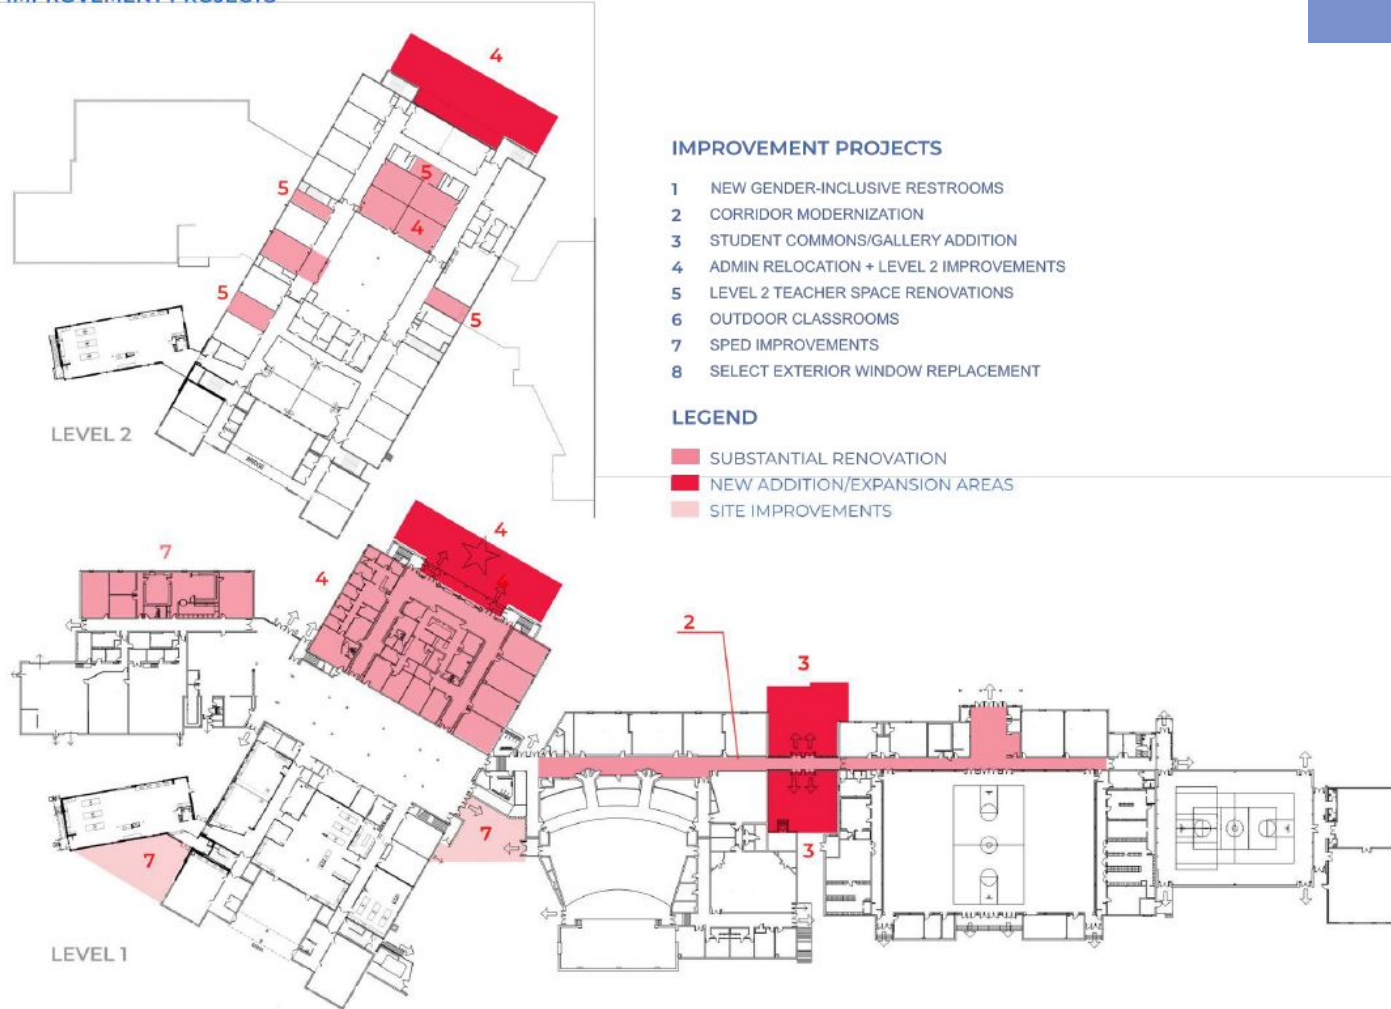 IMPROVEMENT PROJECTS
4
5
5
4
5
5
LEVEL 2
IMPROVEMENT PROJECTS
1 NEW GENDER-INCLUSIVE RESTROOMS
2 CORRIDOR MODERNIZATION
3 STUDENT COMMONS/GALLERY ADDITION
4 ADMIN RELOCATION + LEVEL 2 IMPROVEMENTS
5 LEVEL 2 TEACHER SPACE RENOVATIONS
6 OUTDOOR CLASSROOMS
7 SPED IMPROVEMENTS
8 SELECT EXTERIOR WINDOW REPLACEMENT
LEGEND
SUBSTANTIAL RENOVATION
NEW ADDITION/EXPANSION AREAS
SITE IMPROVEMENTS
4
7
4
4
2
3
7
7
3
LEVEL 1